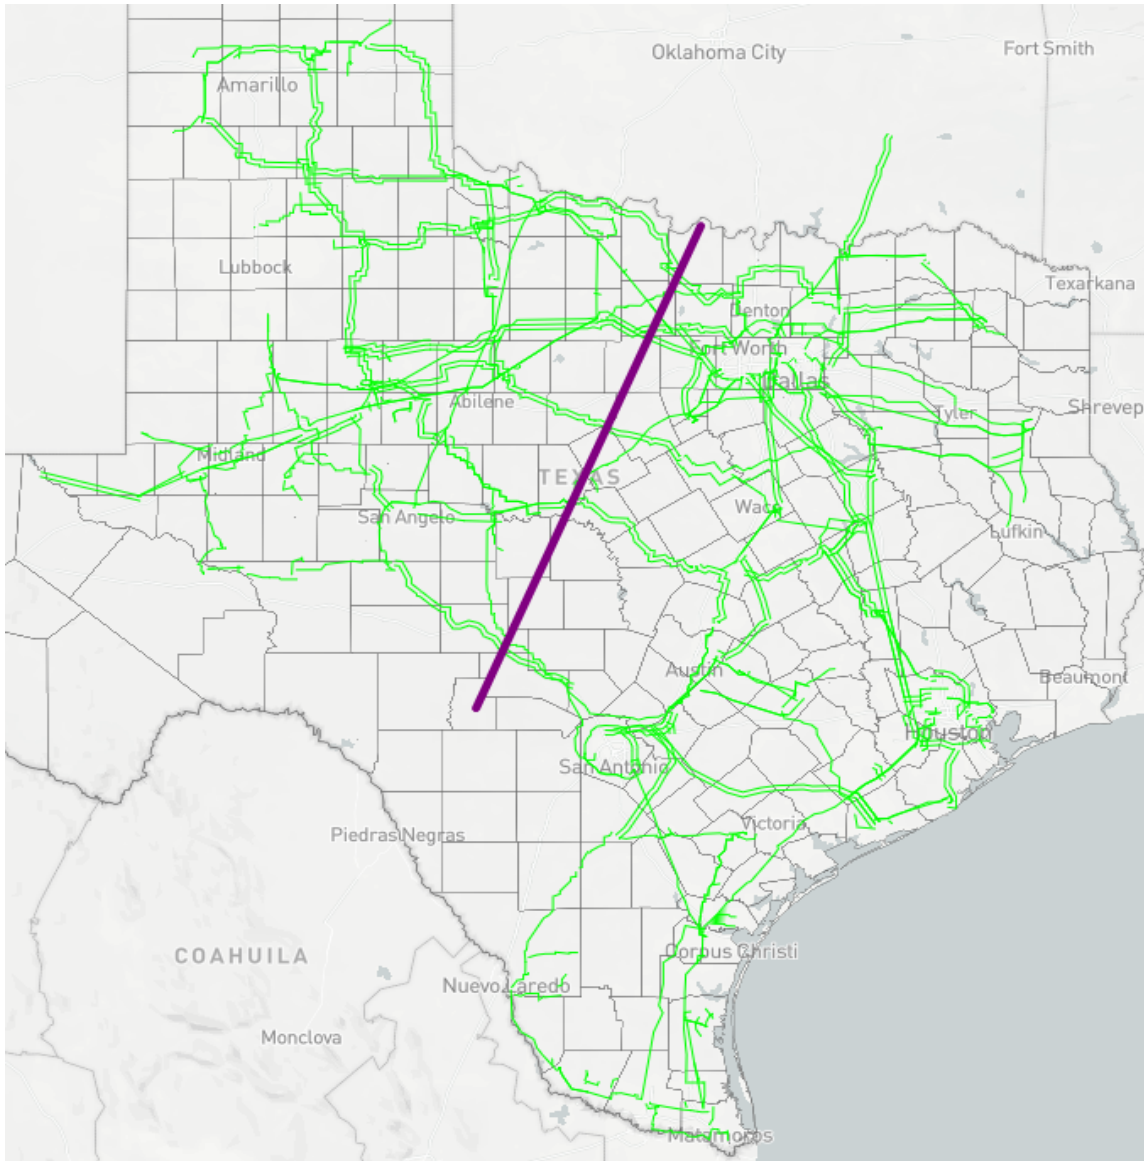 Oklahoma City
Fort Smith
Amarillo
Lubbock
Texarkana
Denton
Fort Worth
Dallas
Abilene
Tyler
Shrevep
Midland
TEXAS
San Angelo
Waco
Lufkin
Austin
Beaumont
Houston
San Antonio
Piedras Negras
Victoria
COAHUILA
Corpus Christi
Nuevo Laredo
Monclova
Matamoros